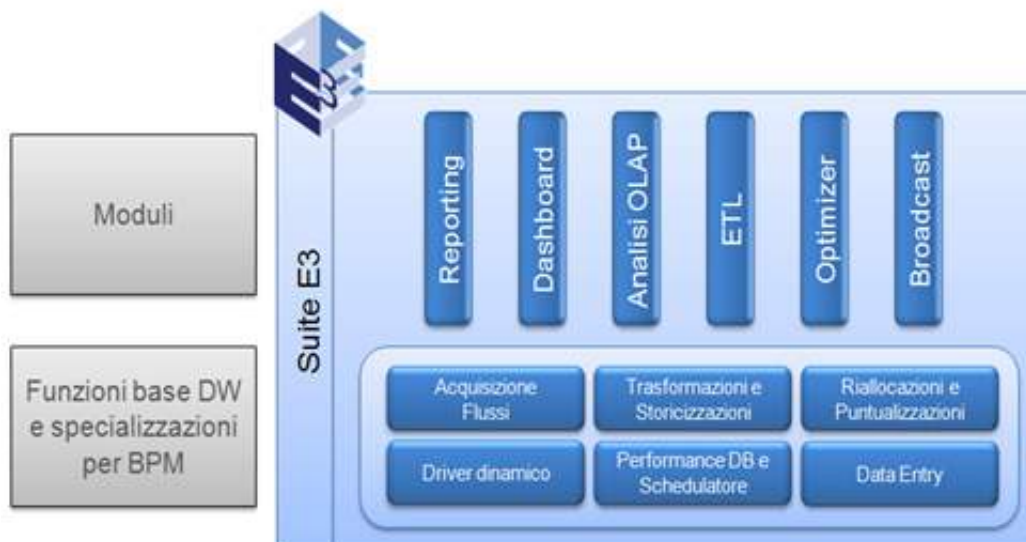 E3
Moduli
Suite E3
Reporting
Dashboard
Analisi OLAP
ETL
Optimizer
Broadcast
Funzioni base DW
e specializzazioni
per BPM
Acquisizione
Flussi
Trasformazioni e
Storicizzazioni
Riallocazioni e
Puntualizzazioni
Driver dinamico
Performance DB e
Schedulatore
Data Entry